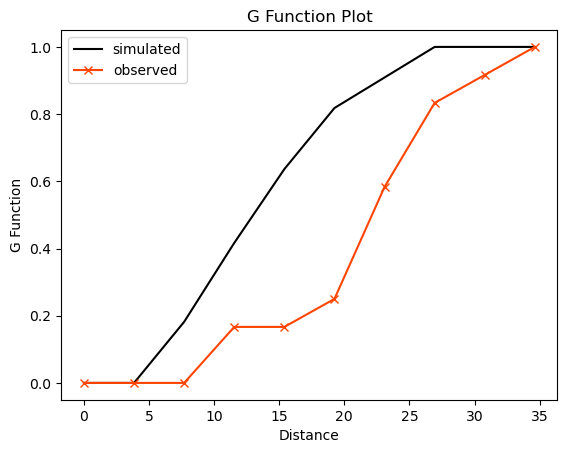 G Function Plot
simulated
observed
G Function
1.0
0.8
0.6
0.4
0.2
0.0
0 5 10 15 20 25 30 35
Distance